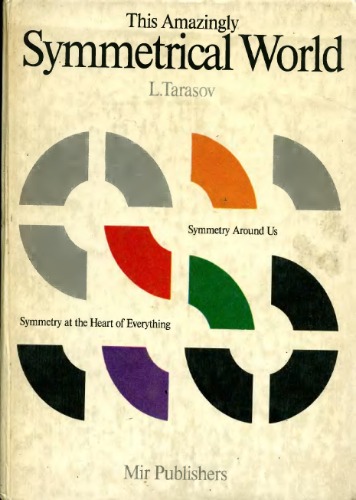 This Amazingly
Symmetrical World
L.Tarasov
Symmetry Around Us
Symmetry at the Heart of Everything
Mir Publishers